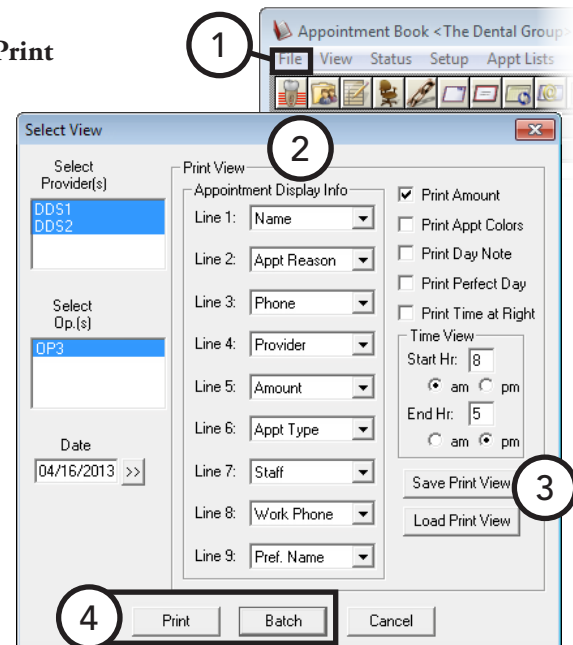 Print
1
Appointment Book <The Dental Group>
File View Status Setup Appt Lists
Select View
2
Select
Provider(s)
DDS1
DDS2
Select
Op.(s)
OP3
Date
04/16/2013 >>
Print View
Appointment Display Info
Line 1: Name
Line 2: Appt Reason
Line 3: Phone
Line 4: Provider
Line 5: Amount
Line 6: Appt Type
Line 7: Staff
Line 8: Work Phone
Line 9: Pref. Name
Print Amount
Print Appt Colors
Print Day Note
Print Perfect Day
Print Time at Right
Time View
Start Hr: 8
am pm
End Hr: 5
am pm
Save Print View
3
Load Print View
4
Print Batch Cancel